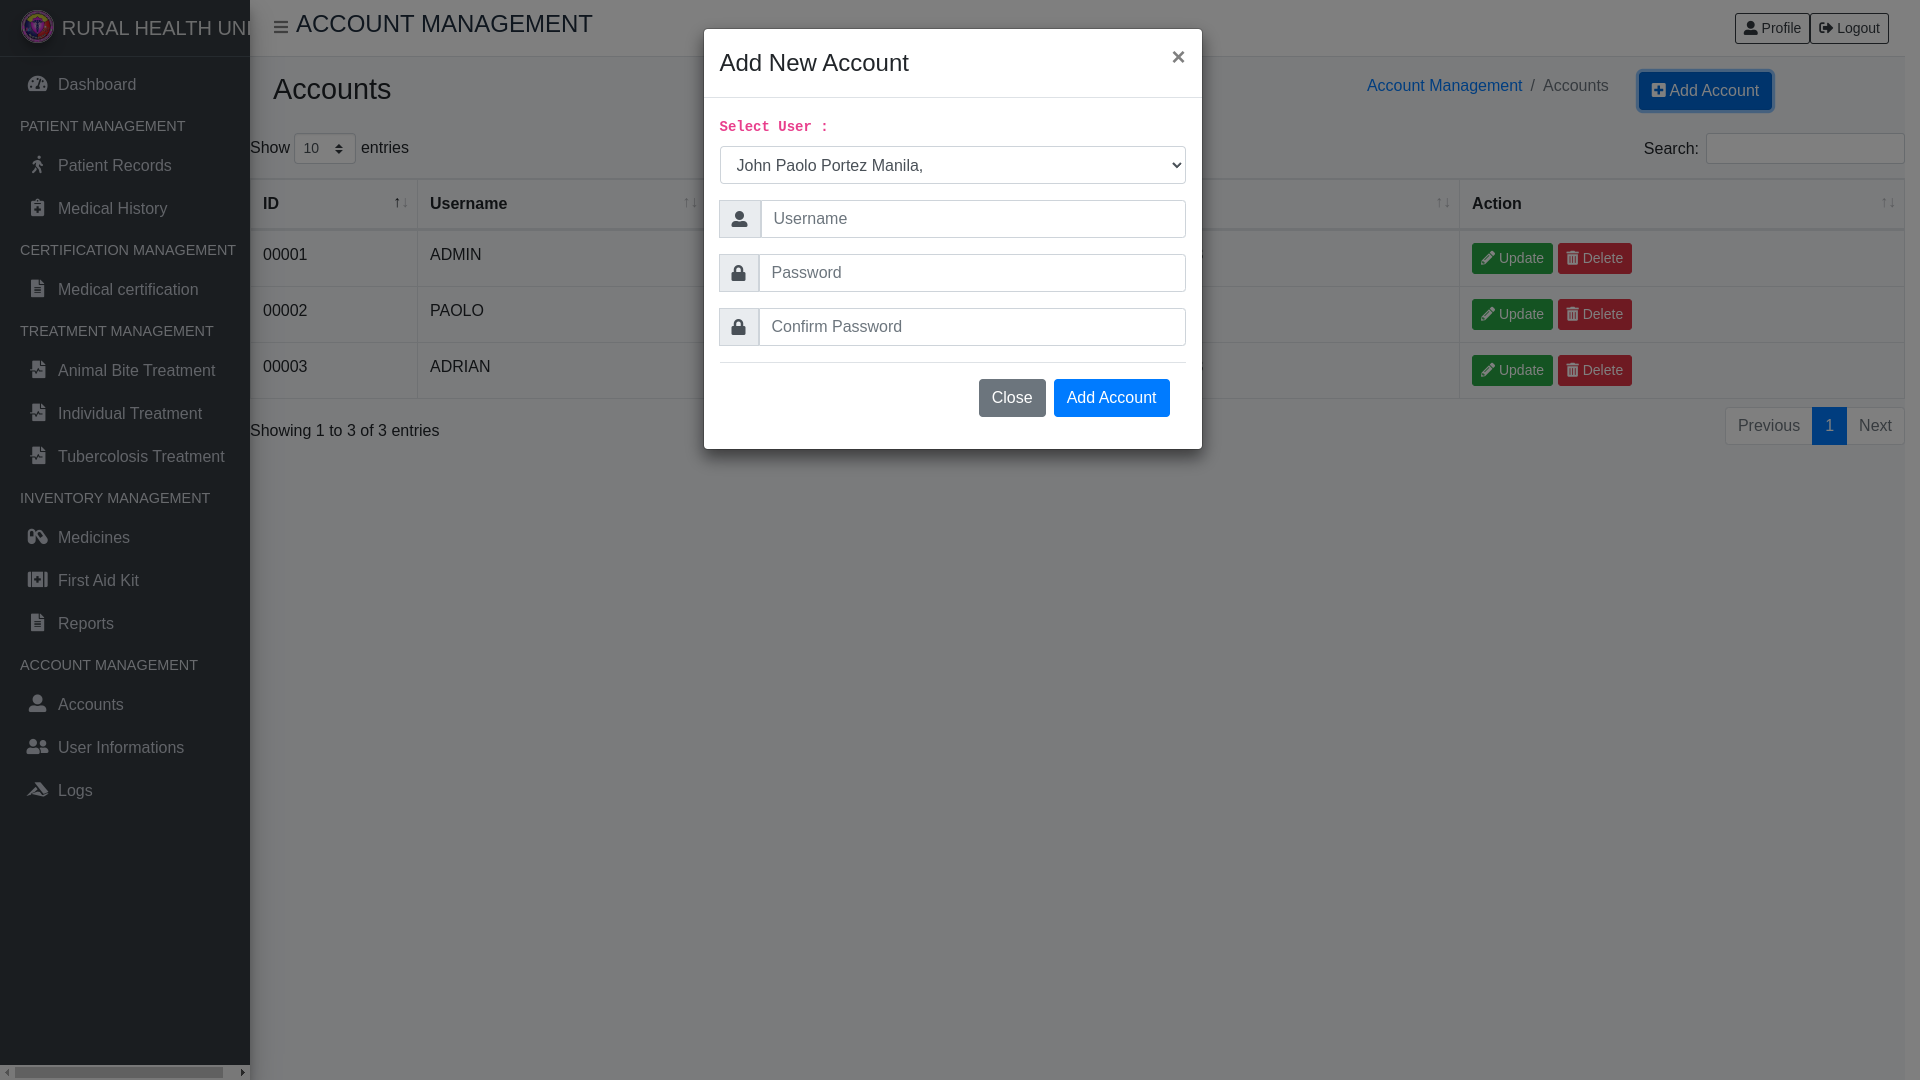 RURAL HEALTH UNI
Dashboard
PATIENT MANAGEMENT
Patient Records
Medical History
CERTIFICATION MANAGEMENT
Medical certification
TREATMENT MANAGEMENT
Animal Bite Treatment
Individual Treatment
Tubercolosis Treatment
INVENTORY MANAGEMENT
Medicines
First Aid Kit
Reports
ACCOUNT MANAGEMENT
Accounts
User Informations
Logs
ACCOUNT MANAGEMENT
Profile Logout
Accounts
Account Management / Accounts
Add Account
Show 10 entries
Search:
ID Username Action
00001 ADMIN Update Delete
00002 PAOLO Update Delete
00003 ADRIAN Update Delete
Showing 1 to 3 of 3 entries
Previous 1 Next
Add New Account ×
Select User :
John Paolo Portez Manila,
Username
Password
Confirm Password
Close Add Account